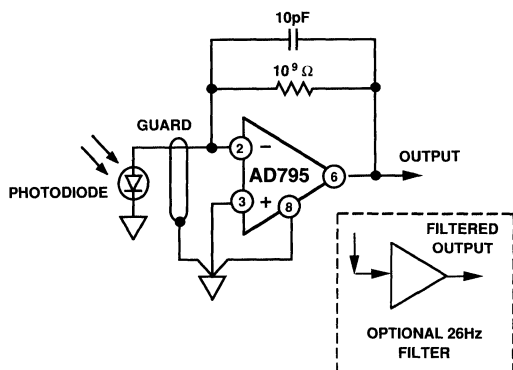 10pF
10⁹ Ω
GUARD
2
−
AD795
6
OUTPUT
PHOTODIODE
3
+
8
FILTERED
OUTPUT
OPTIONAL 26Hz
FILTER